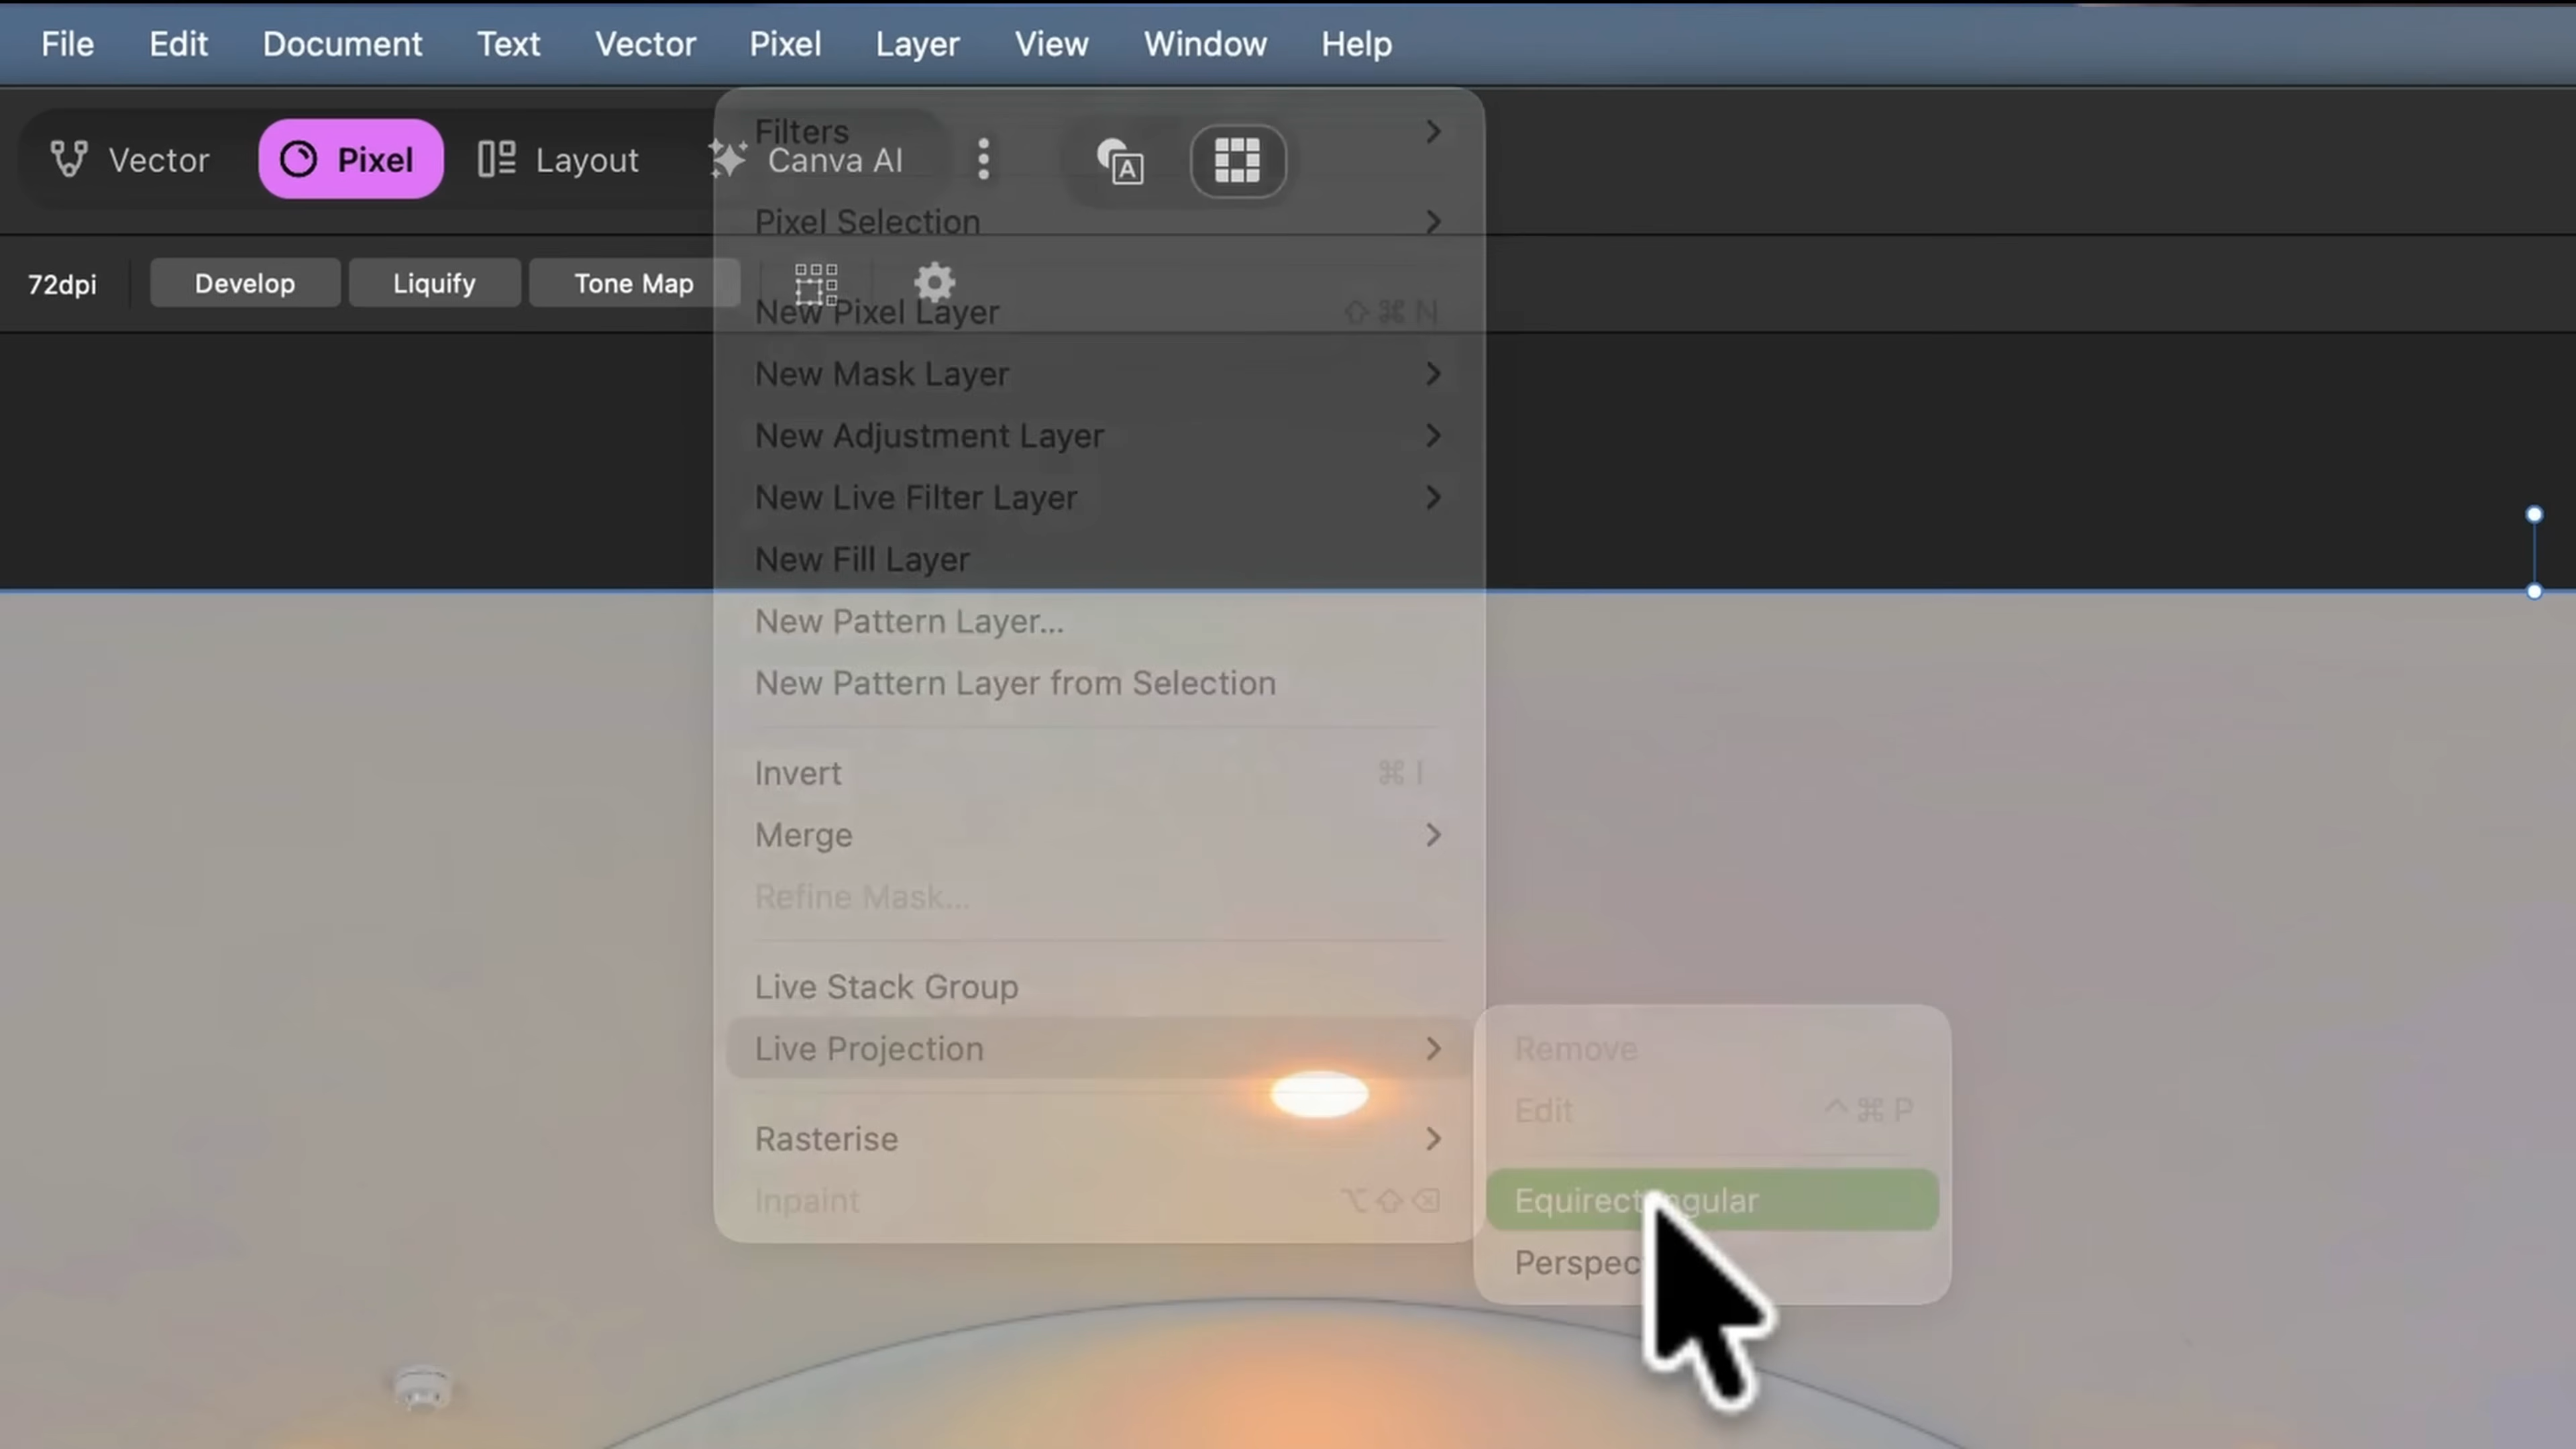 File Edit Document Text Vector Pixel Layer View Window Help
Vector Pixel Layout Canva AI
A
72dpi Develop Liquify Tone Map
Filters
Pixel Selection
New Pixel Layer ⇧⌘N
New Mask Layer
New Adjustment Layer
New Live Filter Layer
New Fill Layer
New Pattern Layer...
New Pattern Layer from Selection
Invert ⌘I
Merge
Refine Mask...
Live Stack Group
Live Projection
Rasterise
Inpaint ⌥⇧⌫
Remove
Edit ^⌘P